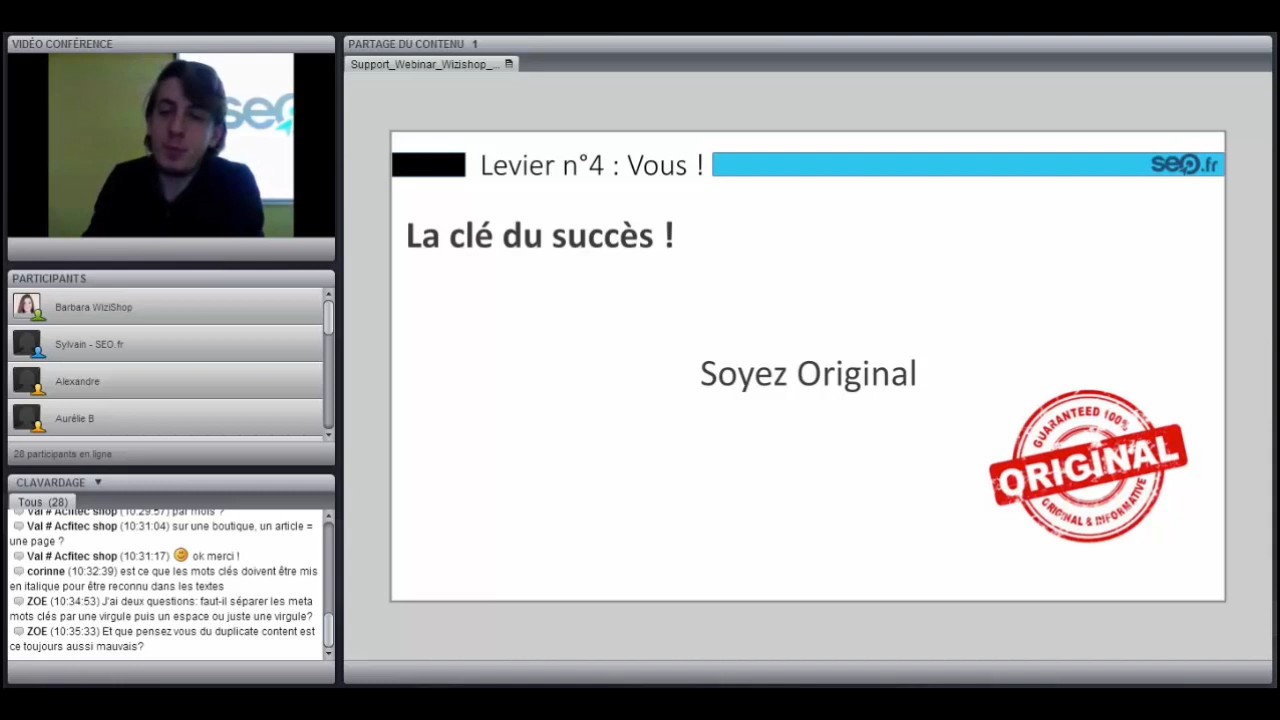 VIDÉO CONFÉRENCE
seo
PARTICIPANTS
Barbara WiziShop
Sylvain - SEO.fr
Alexandre
Aurélie B
28 participants en ligne
CLAVARDAGE
Tous (28)
Val # Acfitec shop (10:29:57) par mois ?
Val # Acfitec shop (10:31:04) sur une boutique, un article =
une page ?
Val # Acfitec shop (10:31:17) ok merci !
corinne (10:32:39) est ce que les mots clés doivent être mis
en italique pour être reconnu dans les textes
ZOE (10:34:53) J'ai deux questions: faut-il séparer les meta
mots clés par une virgule puis un espace ou juste une virgule?
ZOE (10:35:33) Et que pensez vous du duplicate content est
ce toujours aussi mauvais?
PARTAGE DU CONTENU 1
Support_Webinar_Wizishop_...
Levier n°4 : Vous !
seo.fr
La clé du succès !
Soyez Original
GUARANTEED 100%
ORIGINAL
ORIGINAL & INFORMATIVE